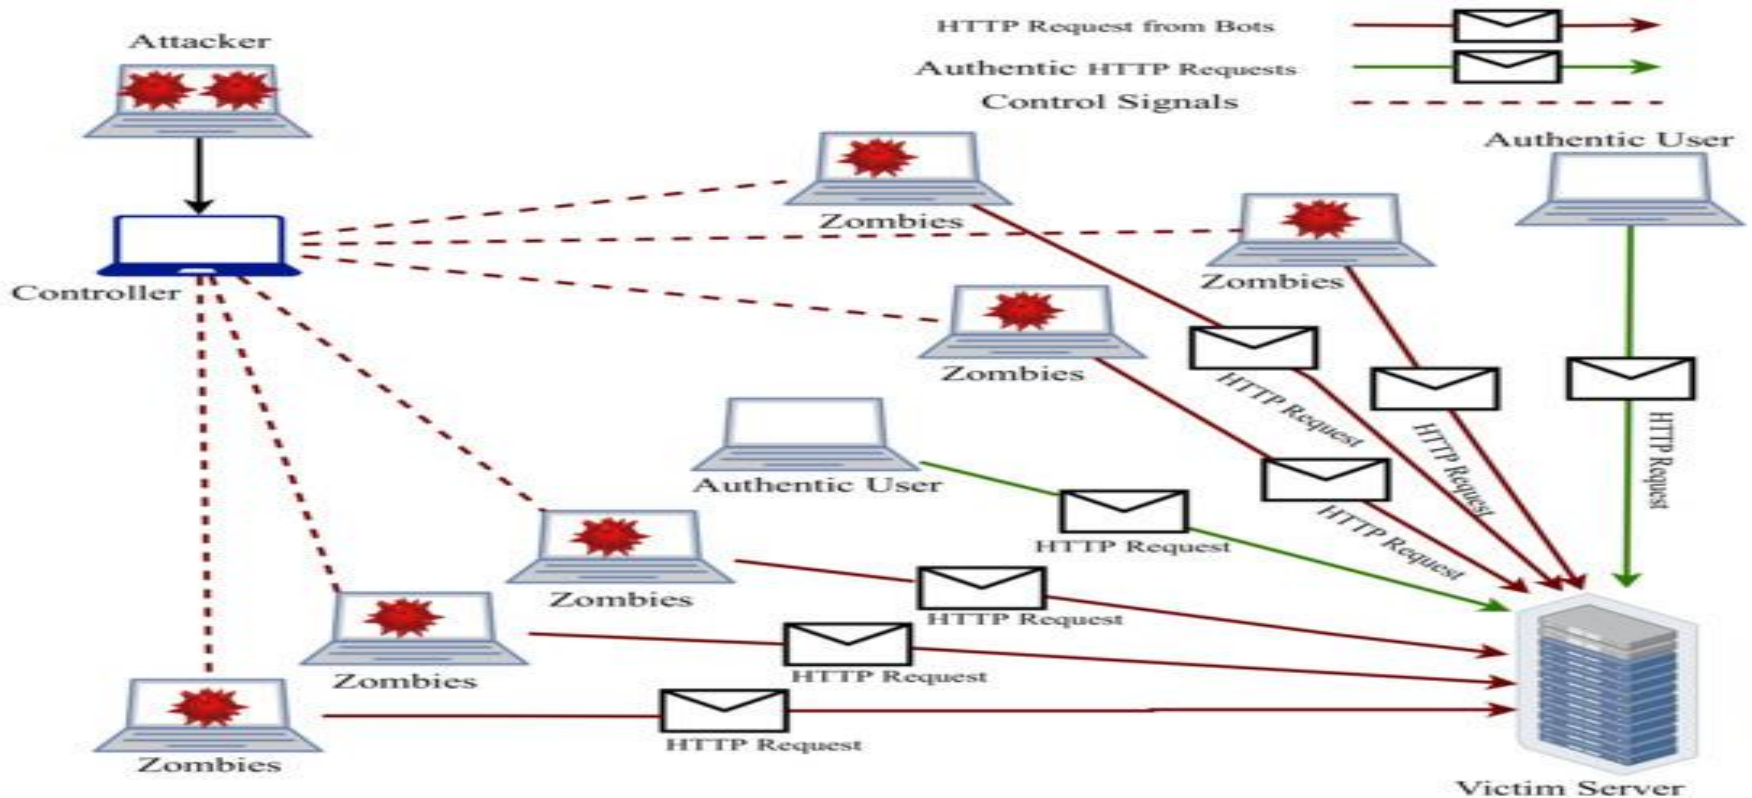 HTTP Request from Bots
Attacker
Authentic HTTP Requests
Control Signals
Authentic User
Zombies
Zombies
Controller
Zombies
HTTP Request
HTTP Request
HTTP Request
Authentic User
HTTP Request
HTTP Request
Zombies
HTTP Request
Zombies
HTTP Request
HTTP Request
Zombies
Victim Server